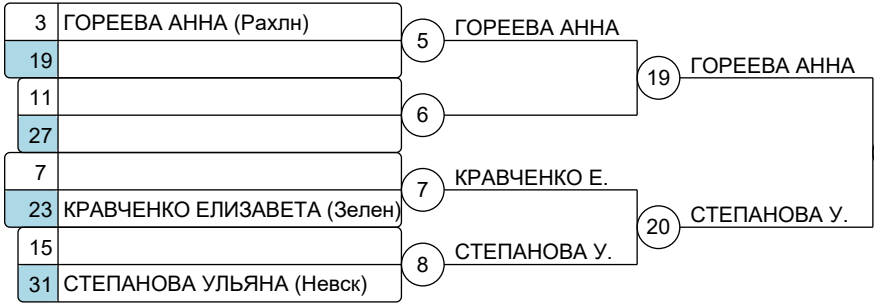 3 ГОРЕЕВА АННА (Рахлн)
19
11
27
7
23 КРАВЧЕНКО ЕЛИЗАВЕТА (Зелен)
15
31 СТЕПАНОВА УЛЬЯНА (Невск)
5 ГОРЕЕВА АННА
6
7 КРАВЧЕНКО Е.
8 СТЕПАНОВА У.
19 ГОРЕЕВА АННА
20 СТЕПАНОВА У.